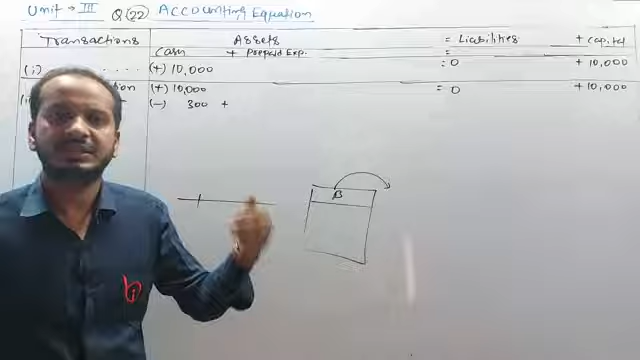 Unit → III Q.(22) ACCOUNTING Equation
Transactions Assets = Liabilities + capital
Cash + Prepaid Exp. =
(i) ........ (+) 10,000 = 0 + 10,000
(+) 10,000 = 0 + 10,000
(-) 300 +
B